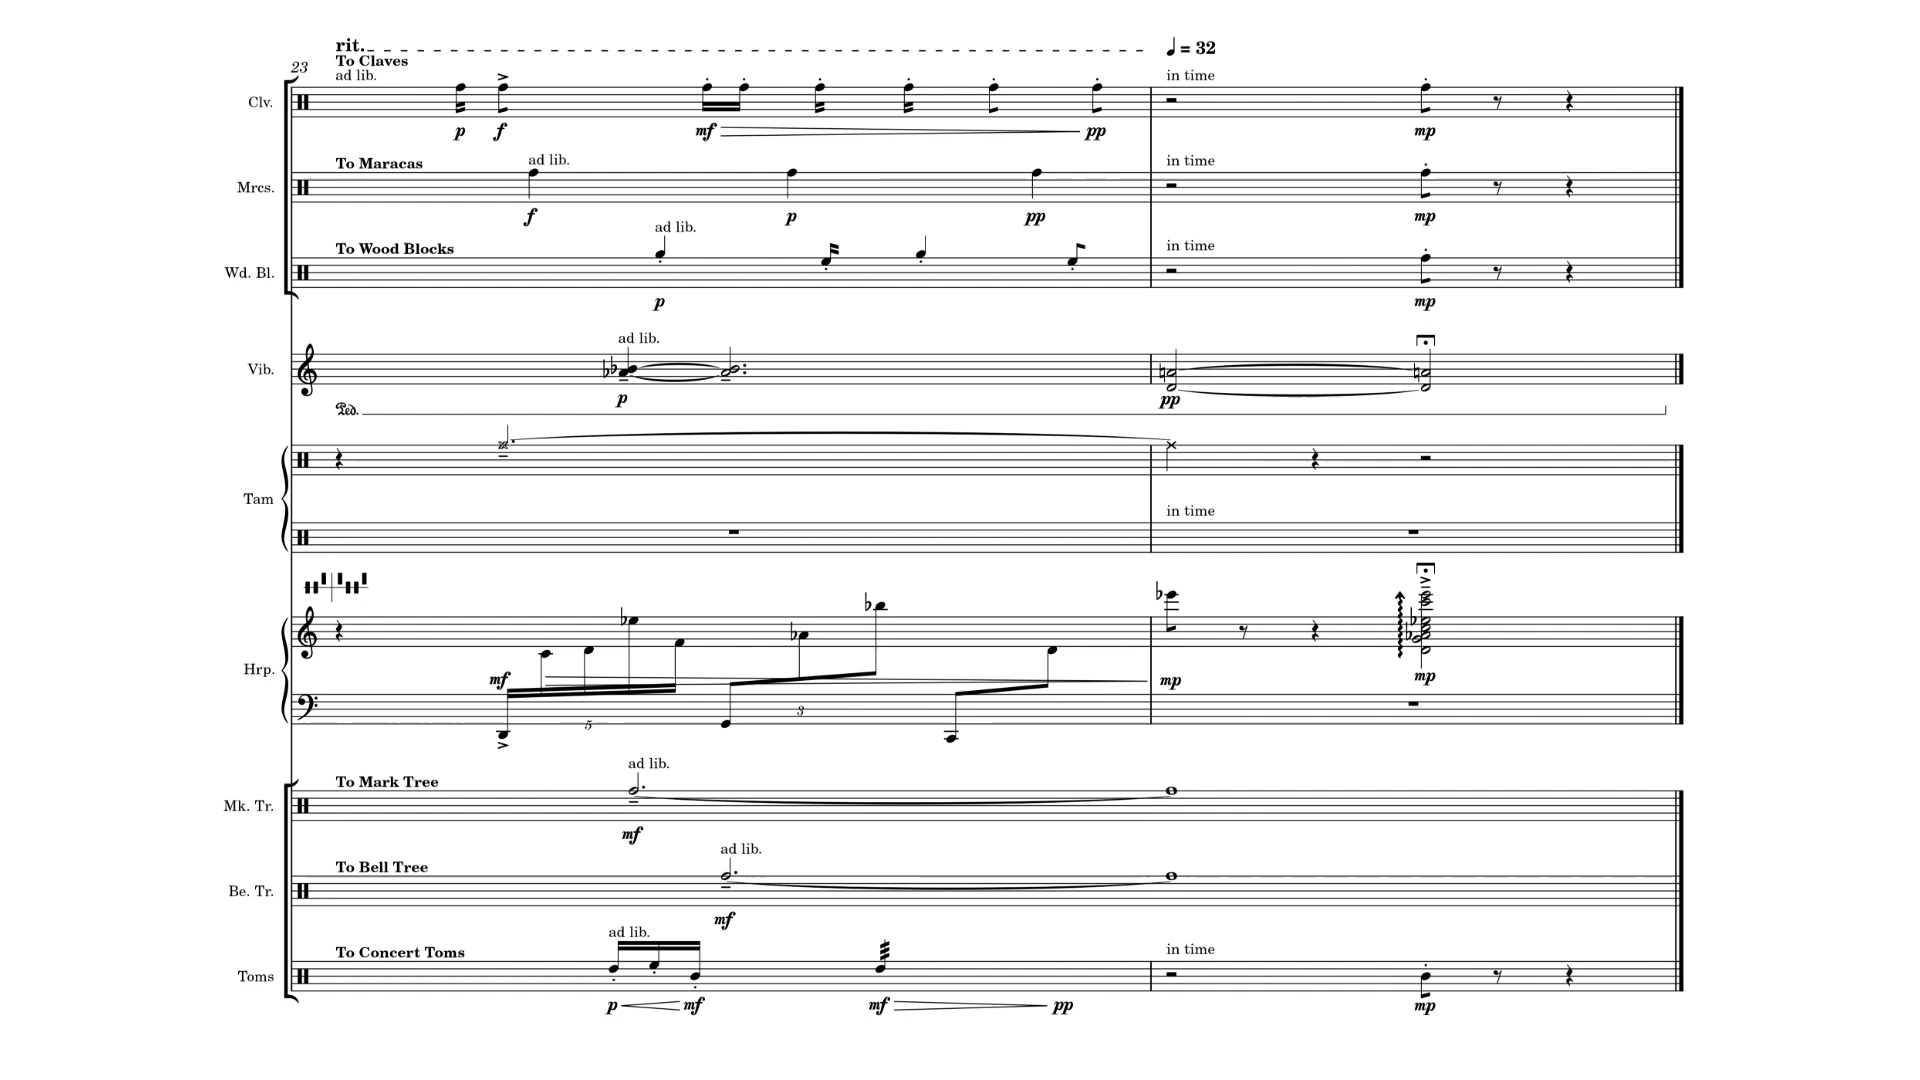 rit.
To Claves
23
ad lib.
𝅘𝅥 = 32
in time
Clv.
p f mf pp mp
To Maracas
ad lib.
in time
Mrcs.
f p pp mp
ad lib.
To Wood Blocks
in time
Wd. Bl.
p mp
ad lib.
Vib.
p pp
Ped.
Tam
in time
Hrp.
mf mp mp
5 3
ad lib.
To Mark Tree
Mk. Tr.
mf
ad lib.
To Bell Tree
Be. Tr.
mf
ad lib.
To Concert Toms
in time
Toms
p mf mf pp mp